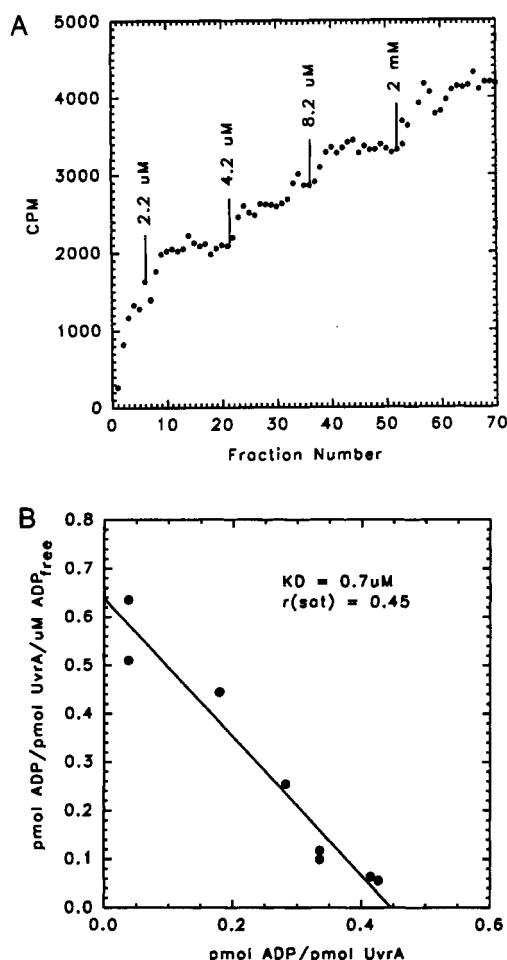 A
5000
4000
3000
2000
1000
0
CPM
2.2 uM
4.2 uM
8.2 uM
2 mM
0 10 20 30 40 50 60 70
Fraction Number
B
0.8
0.7
0.6
0.5
0.4
0.3
0.2
0.1
0.0
pmol ADP/pmol UvrA/uM ADPfree
KD = 0.7uM
r(sat) = 0.45
0.0 0.2 0.4 0.6
pmol ADP/pmol UvrA